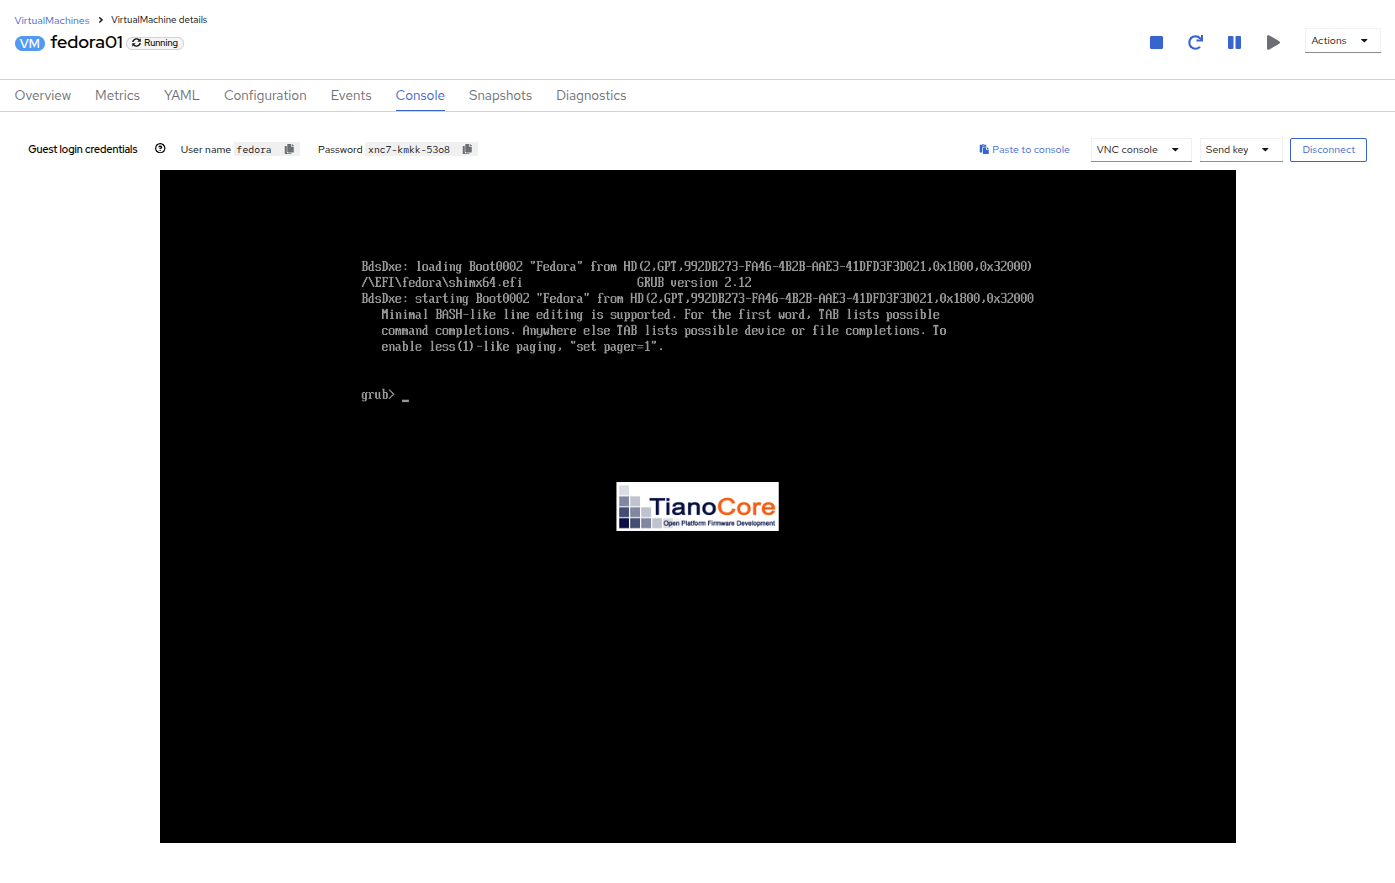 VirtualMachines > VirtualMachine details
VM fedora01 Running
Actions
Overview Metrics YAML Configuration Events Console Snapshots Diagnostics
Guest login credentials User name fedora Password xnc7-kmkk-53o8 Paste to console VNC console Send key Disconnect
BdsDxe: loading Boot0002 "Fedora" from HD(2,GPT,992DB273-FA46-4B2B-AAE3-41DFD3F3D021,0x1800,0x32000)
/\EFI\fedora\shimx64.efi GRUB version 2.12
BdsDxe: starting Boot0002 "Fedora" from HD(2,GPT,992DB273-FA46-4B2B-AAE3-41DFD3F3D021,0x1800,0x32000
Minimal BASH-like line editing is supported. For the first word, TAB lists possible
command completions. Anywhere else TAB lists possible device or file completions. To
enable less(1)-like paging, "set pager=1".
grub> _
TianoCore
Open Platform Firmware Development